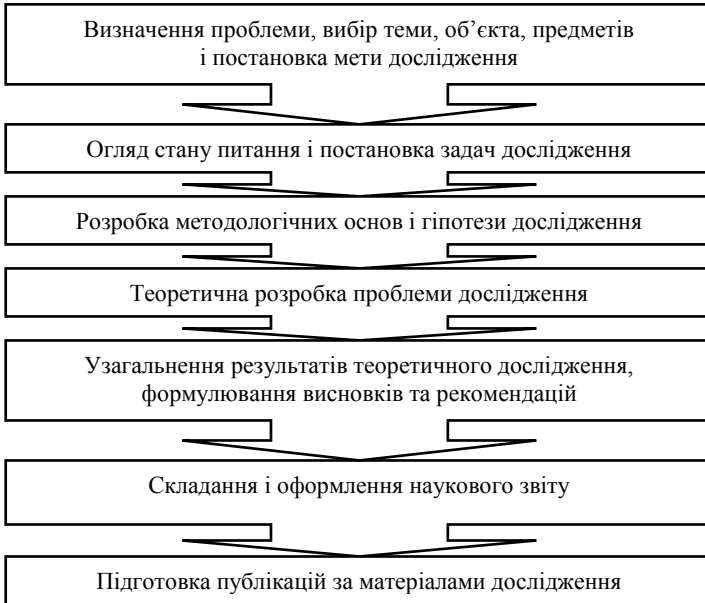 Визначення проблеми, вибір теми, об’єкта, предметів
і постановка мети дослідження
Огляд стану питання і постановка задач дослідження
Розробка методологічних основ і гіпотези дослідження
Теоретична розробка проблеми дослідження
Узагальнення результатів теоретичного дослідження,
формулювання висновків та рекомендацій
Складання і оформлення наукового звіту
Підготовка публікацій за матеріалами дослідження